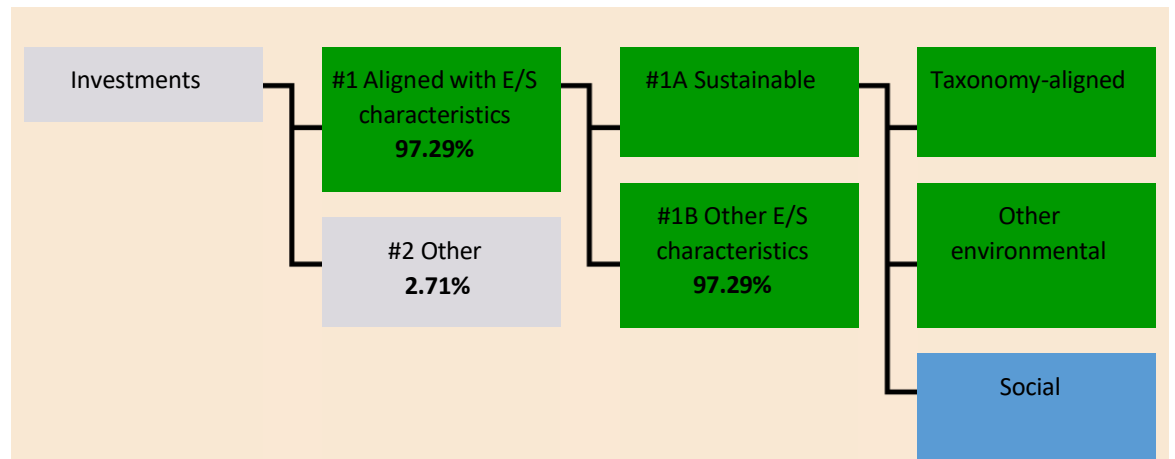 Investments
#1 Aligned with E/S
characteristics
97.29%
#2 Other
2.71%
#1A Sustainable
#1B Other E/S
characteristics
97.29%
Taxonomy-aligned
Other
environmental
Social